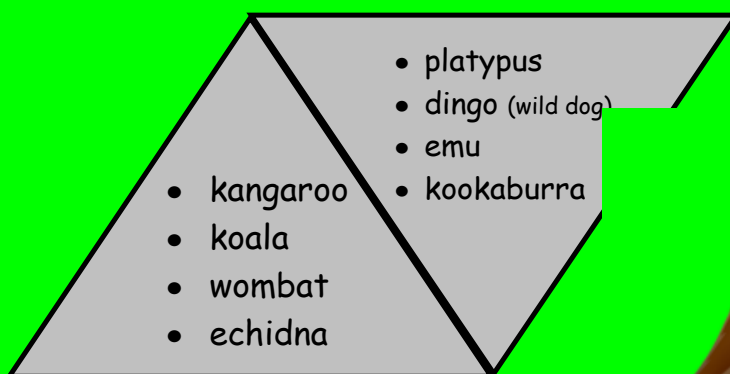 • platypus
• dingo (wild dog)
• emu
• kookaburra
• kangaroo
• koala
• wombat
• echidna